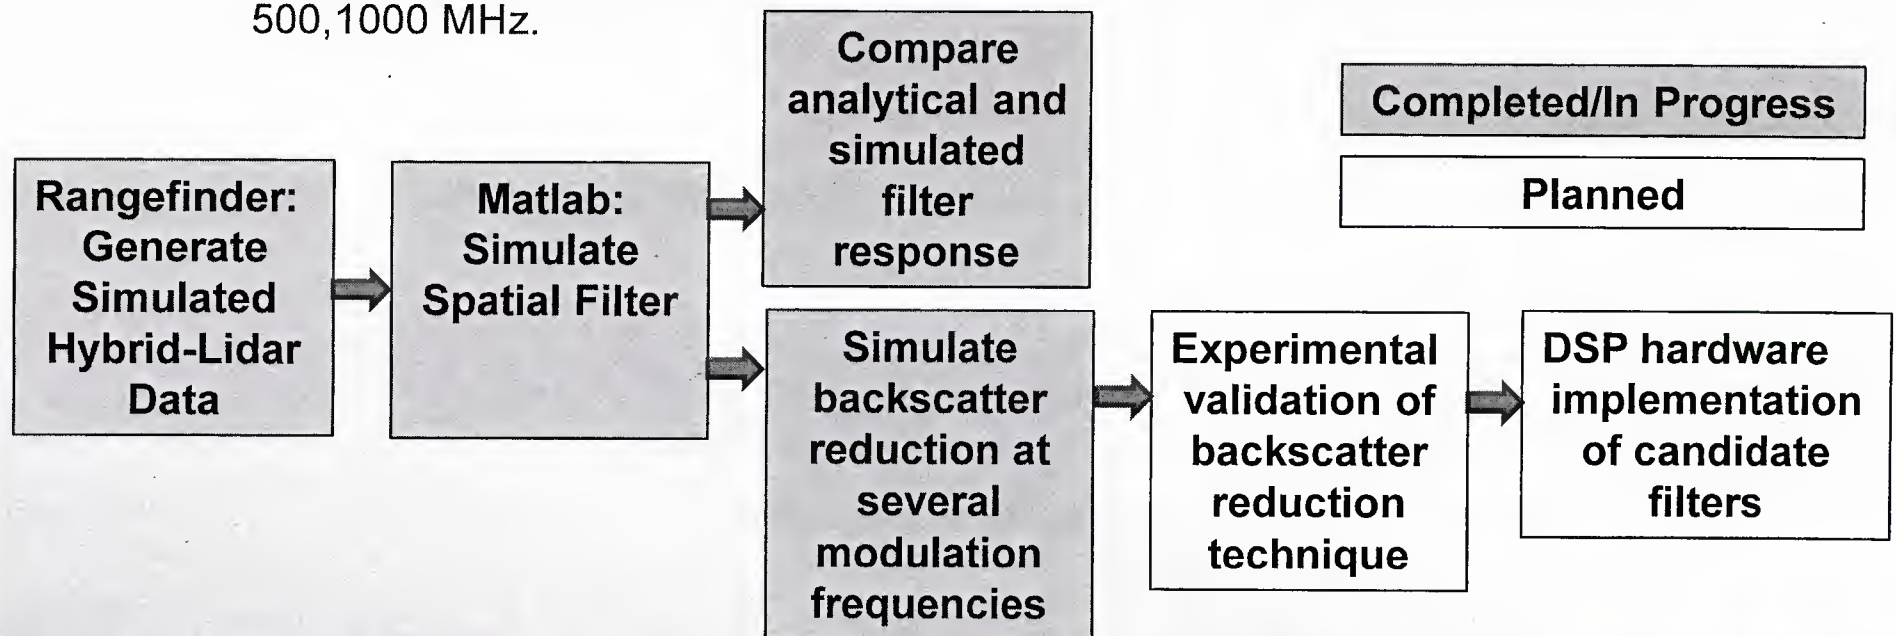 500,1000 MHz.
Compare
analytical and
simulated
filter
response
Completed/In Progress
Planned
Rangefinder:
Generate
Simulated
Hybrid-Lidar
Data
Matlab:
Simulate
Spatial Filter
Simulate
backscatter
reduction at
several
modulation
frequencies
Experimental
validation of
backscatter
reduction
technique
DSP hardware
implementation
of candidate
filters